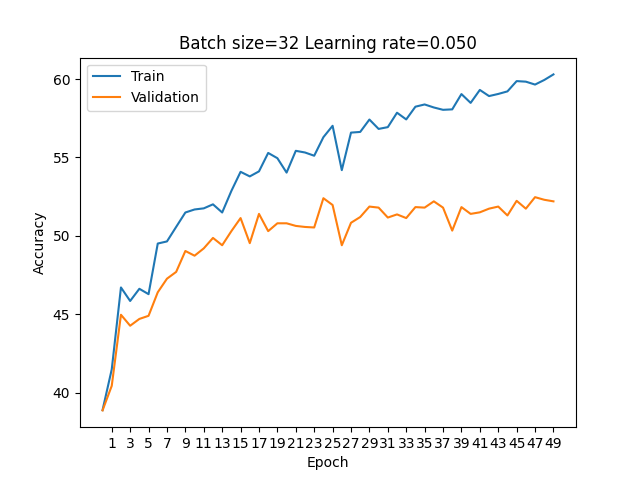 Batch size=32 Learning rate=0.050
Train
Validation
60
55
50
45
40
Accuracy
1 3 5 7 9 11 13 15 17 19 21 23 25 27 29 31 33 35 37 39 41 43 45 47 49
Epoch